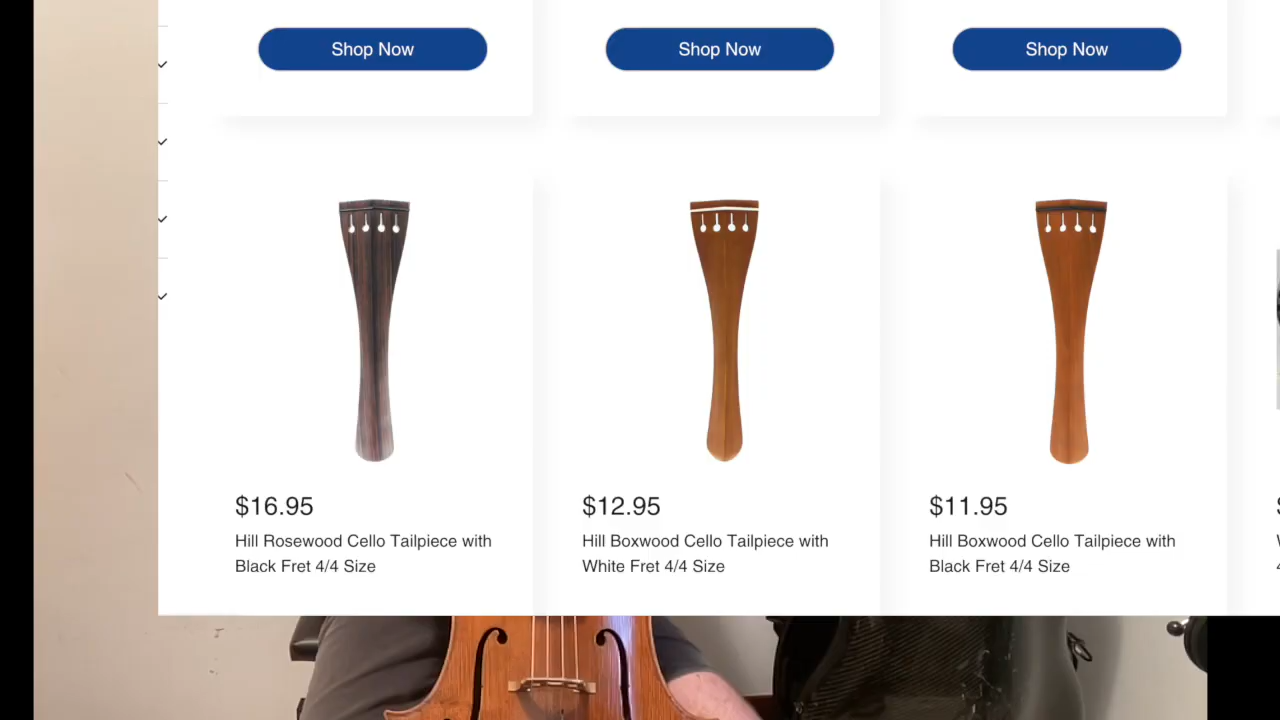 Shop Now
Shop Now
Shop Now
$16.95
Hill Rosewood Cello Tailpiece with
Black Fret 4/4 Size
$12.95
Hill Boxwood Cello Tailpiece with
White Fret 4/4 Size
$11.95
Hill Boxwood Cello Tailpiece with
Black Fret 4/4 Size